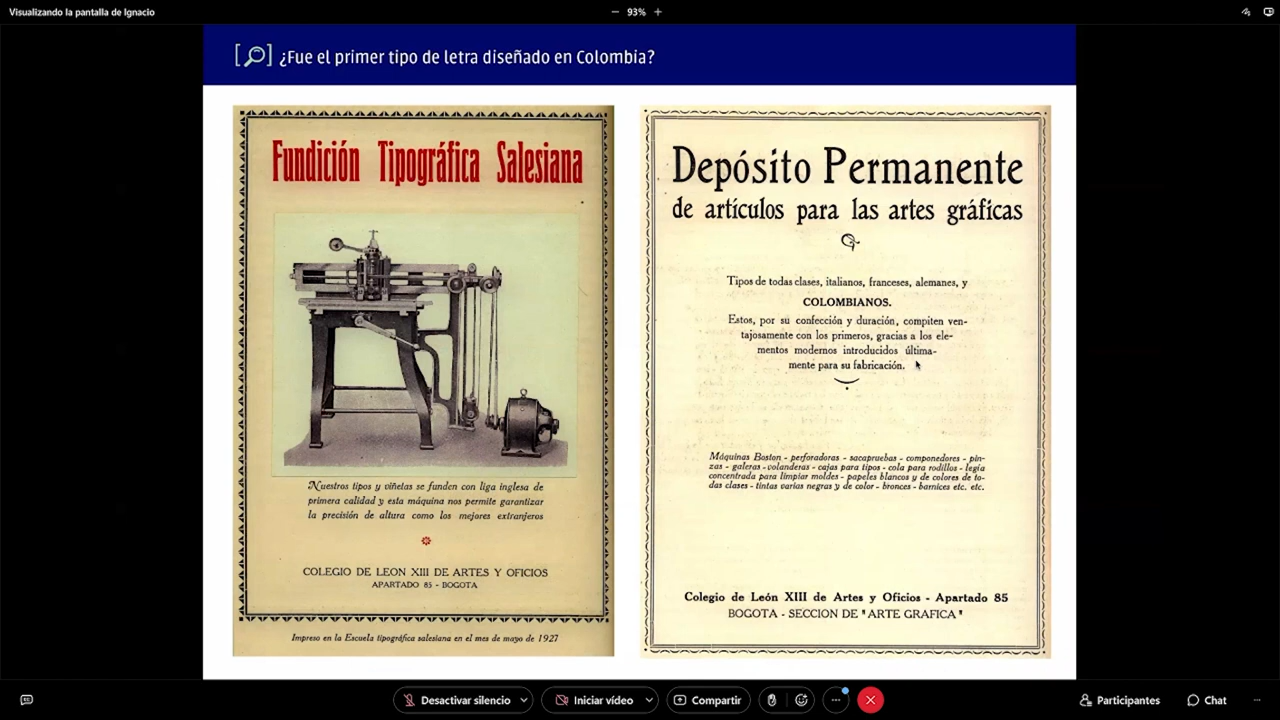 Visualizando la pantalla de Ignacio
93%
¿Fue el primer tipo de letra diseñado en Colombia?
Fundición Tipográfica Salesiana
Nuestros tipos y viñetas se funden con liga inglesa de
primera calidad y esta máquina nos permite garantizar
la precisión de altura como los mejores extranjeros
COLEGIO DE LEON XIII DE ARTES Y OFICIOS
APARTADO 85 - BOGOTA
Impreso en la Escuela tipográfica salesiana en el mes de mayo de 1927
Depósito Permanente
de artículos para las artes gráficas
Tipos de todas clases, italianos, franceses, alemanes, y
COLOMBIANOS.
Estos, por su confección y duración, compiten ven-
tajosamente con los primeros, gracias a los ele-
mentos modernos introducidos última-
mente para su fabricación.
Máquinas Boston - perforadoras - sacapruebas - componedores - pin-
zas - galeras - volanderas - cajas para tipos - cola para rodillos - legía
concentrada para limpiar moldes - papeles blancos y de colores de to-
das clases - tintas varias negras y de color - bronces - barnices etc. etc.
Colegio de León XIII de Artes y Oficios - Apartado 85
BOGOTA - SECCION DE "ARTE GRAFICA"
Desactivar silencio
Iniciar vídeo
Compartir
Participantes
Chat